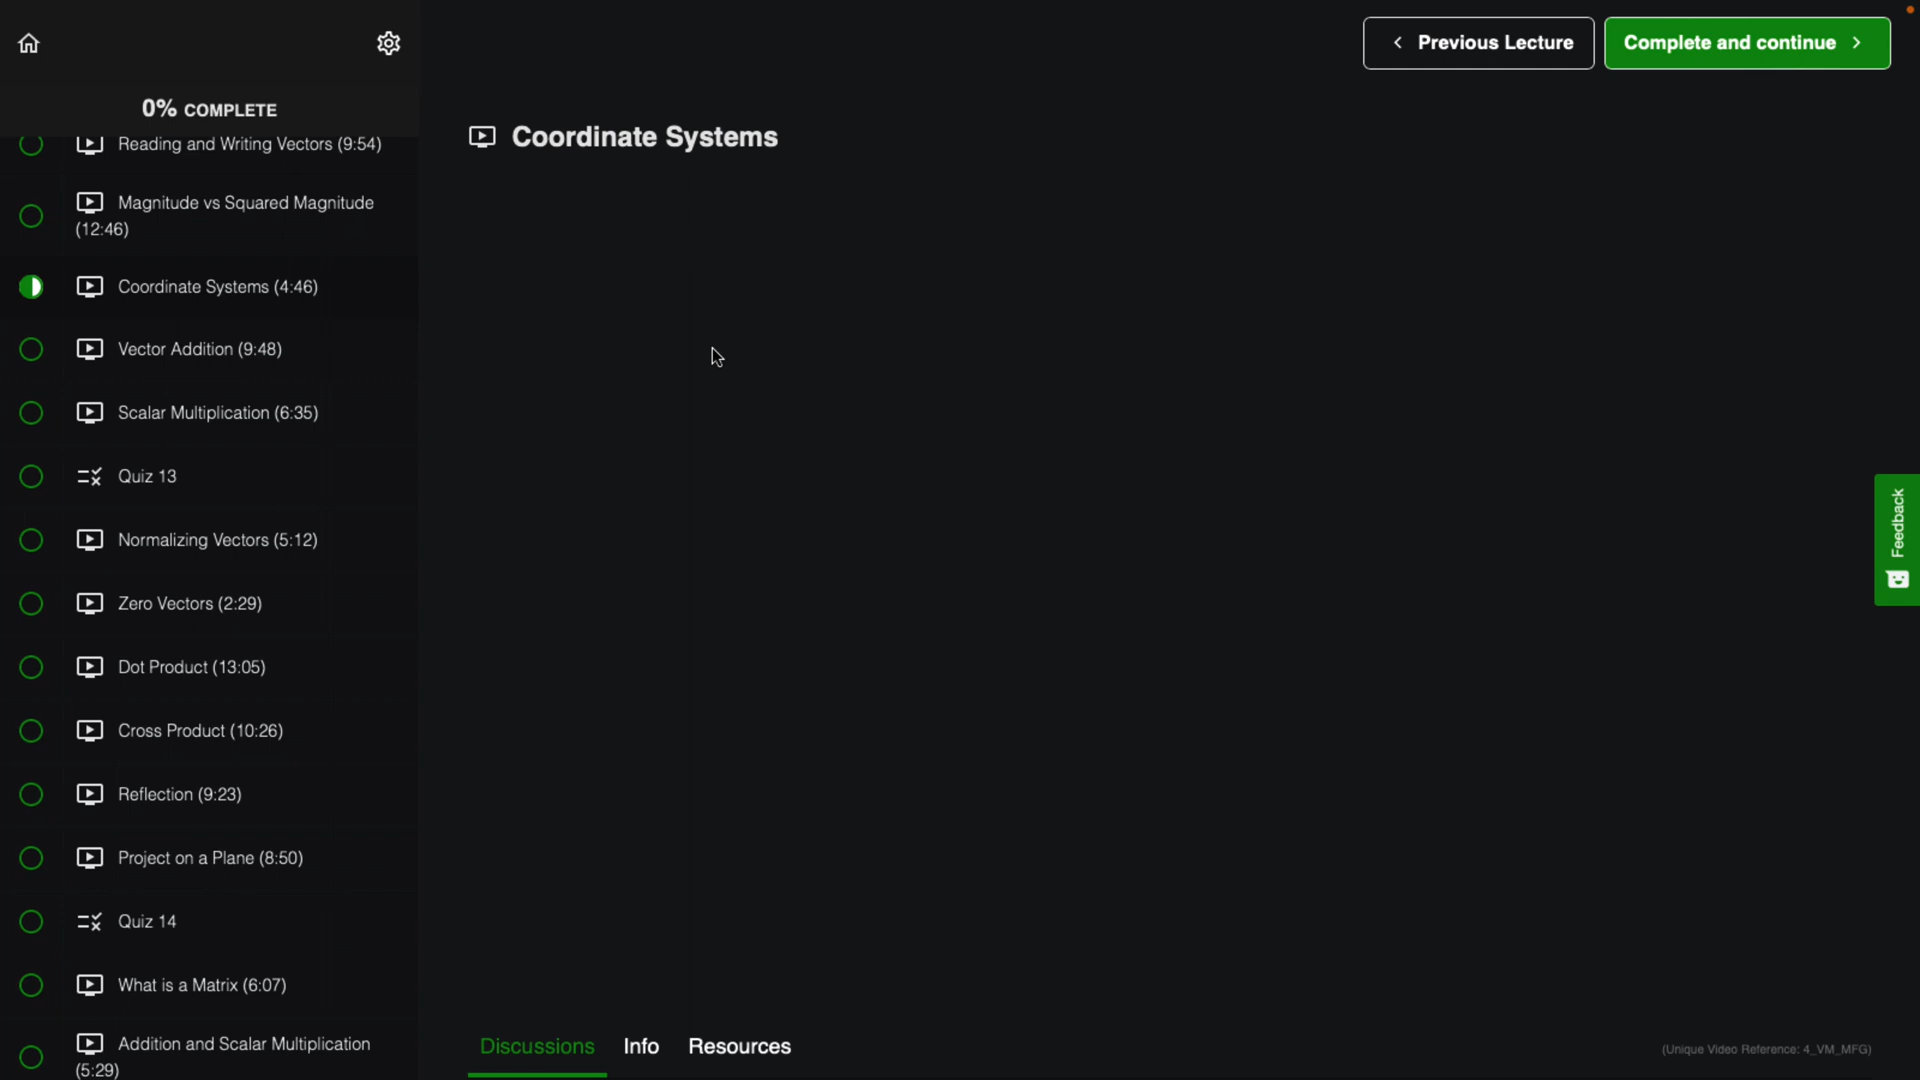 Previous Lecture
Complete and continue
0% COMPLETE
Reading and Writing Vectors (9:54)
Magnitude vs Squared Magnitude
(12:46)
Coordinate Systems (4:46)
Vector Addition (9:48)
Scalar Multiplication (6:35)
Quiz 13
Normalizing Vectors (5:12)
Zero Vectors (2:29)
Dot Product (13:05)
Cross Product (10:26)
Reflection (9:23)
Project on a Plane (8:50)
Quiz 14
What is a Matrix (6:07)
Addition and Scalar Multiplication
(5:29)
Coordinate Systems
Feedback
Discussions Info Resources
(Unique Video Reference: 4_VM_MFG)